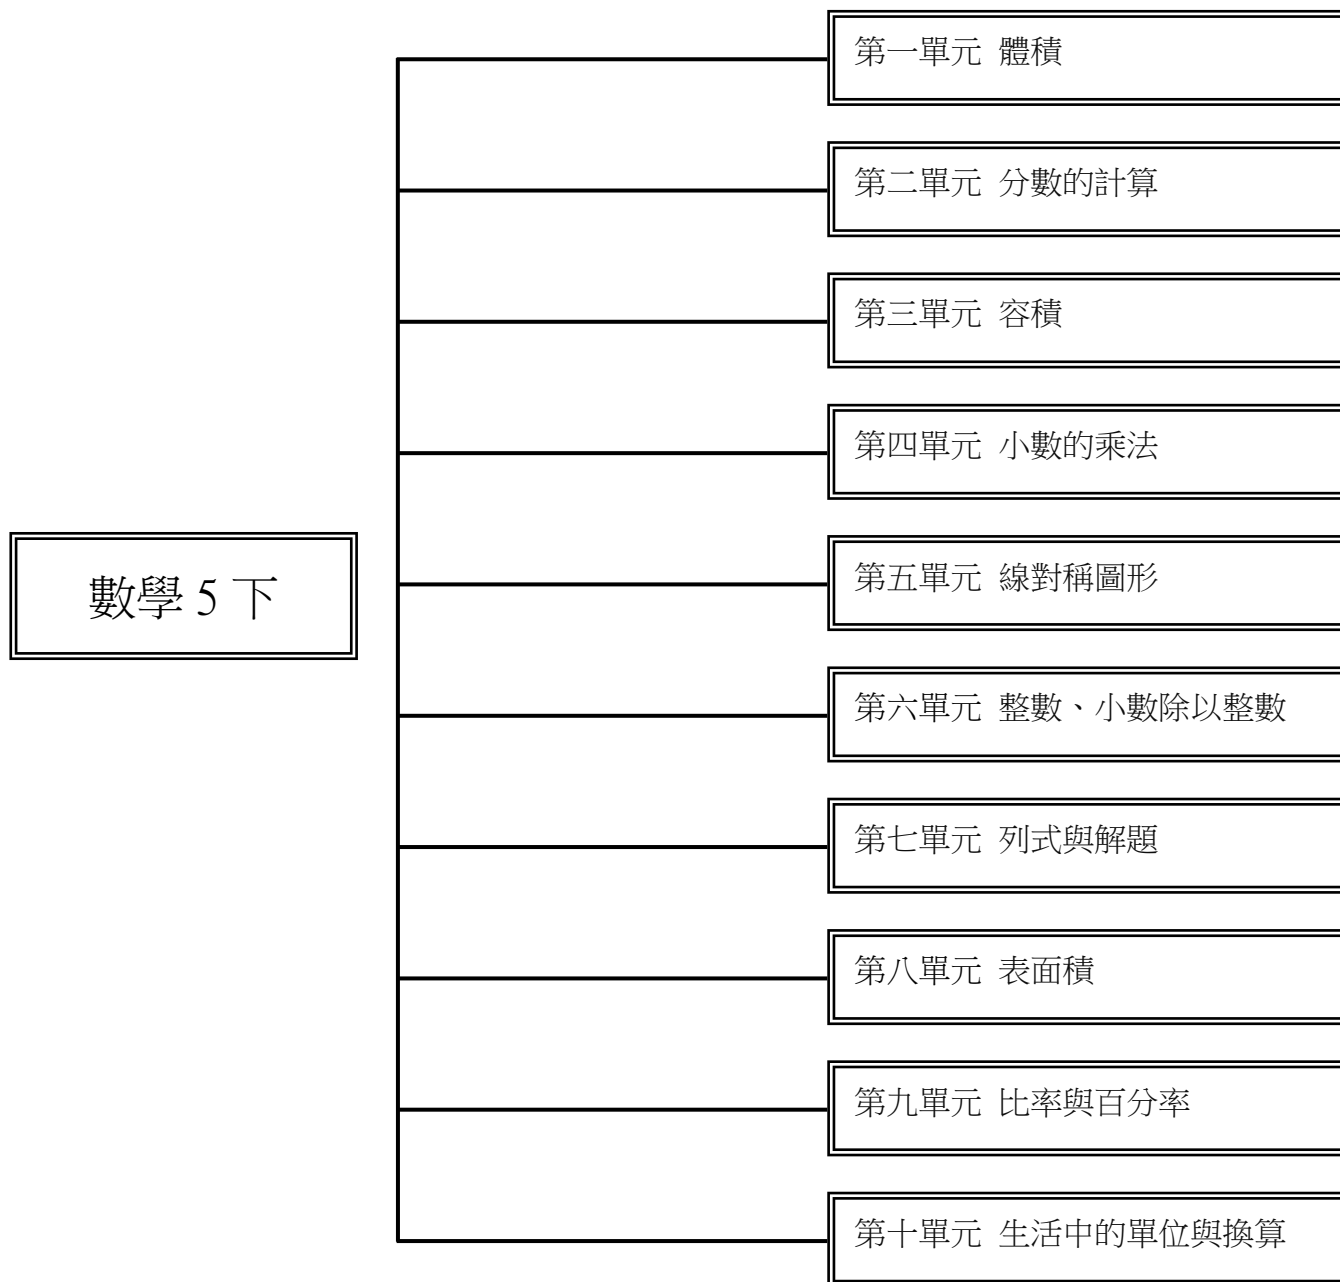 數學 5 下
第一單元 體積
第二單元 分數的計算
第三單元 容積
第四單元 小數的乘法
第五單元 線對稱圖形
第六單元 整數、小數除以整數
第七單元 列式與解題
第八單元 表面積
第九單元 比率與百分率
第十單元 生活中的單位與換算